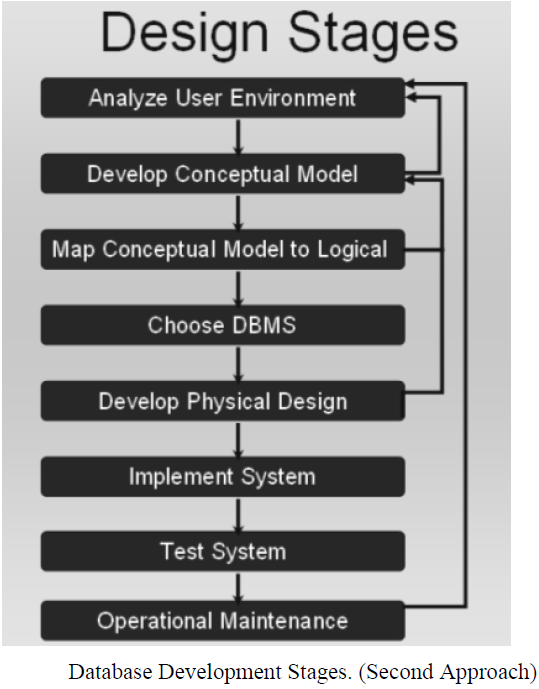 Design Stages
Analyze User Environment
Develop Conceptual Model
Map Conceptual Model to Logical
Choose DBMS
Develop Physical Design
Implement System
Test System
Operational Maintenance
Database Development Stages. (Second Approach)